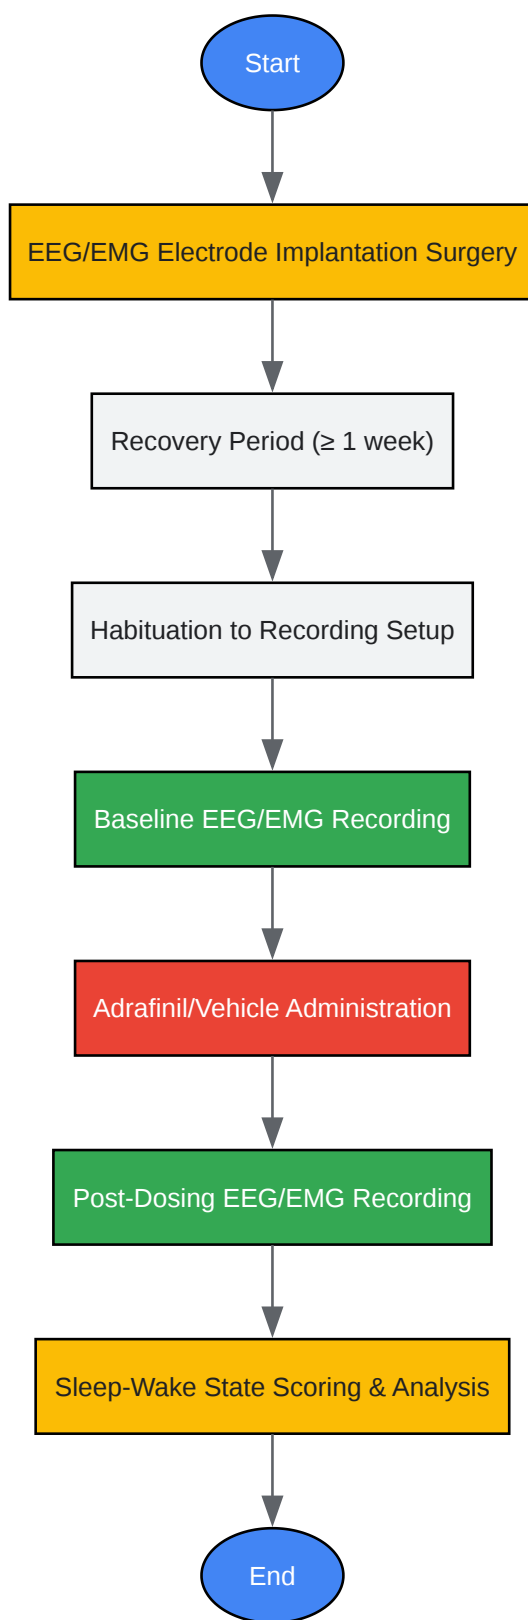 Start
EEG/EMG Electrode Implantation Surgery
Recovery Period (≥ 1 week)
Habituation to Recording Setup
Baseline EEG/EMG Recording
Adrafinil/Vehicle Administration
Post-Dosing EEG/EMG Recording
Sleep-Wake State Scoring & Analysis
End